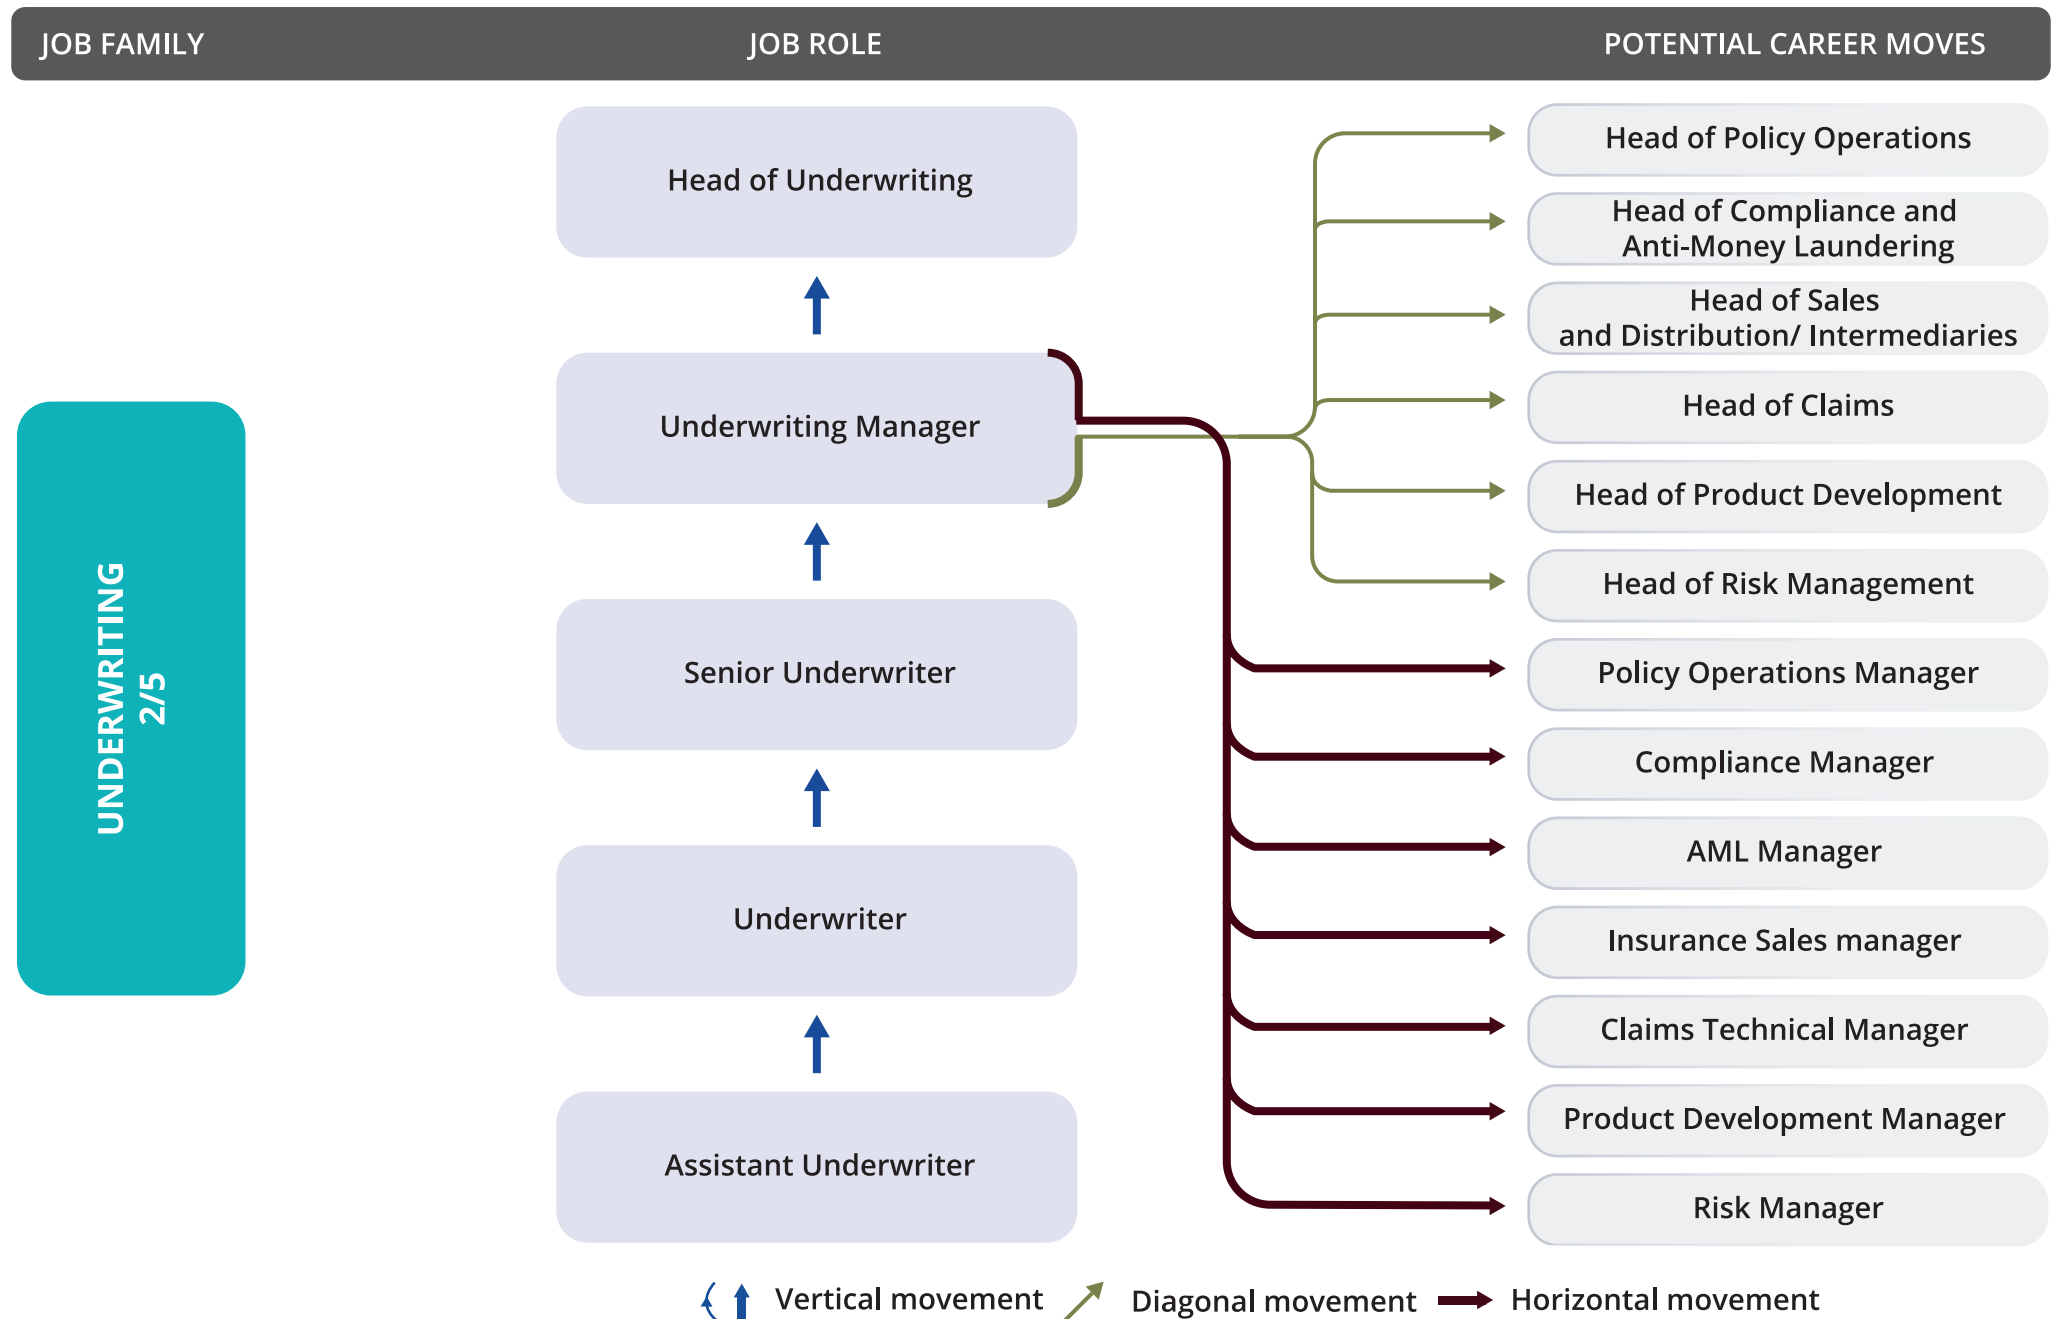 JOB FAMILY
JOB ROLE
POTENTIAL CAREER MOVES
UNDERWRITING
2/5
Head of Underwriting
Underwriting Manager
Senior Underwriter
Underwriter
Assistant Underwriter
Head of Policy Operations
Head of Compliance and
Anti-Money Laundering
Head of Sales
and Distribution/ Intermediaries
Head of Claims
Head of Product Development
Head of Risk Management
Policy Operations Manager
Compliance Manager
AML Manager
Insurance Sales manager
Claims Technical Manager
Product Development Manager
Risk Manager
Vertical movement
Diagonal movement
Horizontal movement